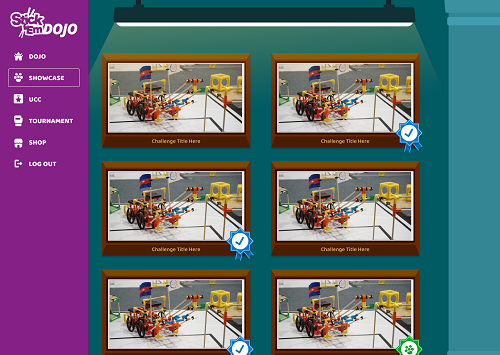 Stick
'Em DOJO
DOJO
SHOWCASE
UCC
TOURNAMENT
SHOP
LOG OUT
Challenge Title Here
Challenge Title Here
Challenge Title Here
Challenge Title Here